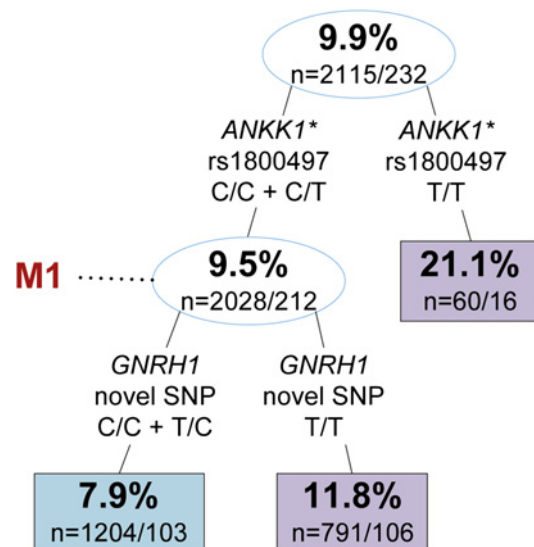 9.9%
n=2115/232
ANKK1*
rs1800497
C/C + C/T
ANKK1*
rs1800497
T/T
M1
9.5%
n=2028/212
21.1%
n=60/16
GNRH1
novel SNP
C/C + T/C
GNRH1
novel SNP
T/T
7.9%
n=1204/103
11.8%
n=791/106